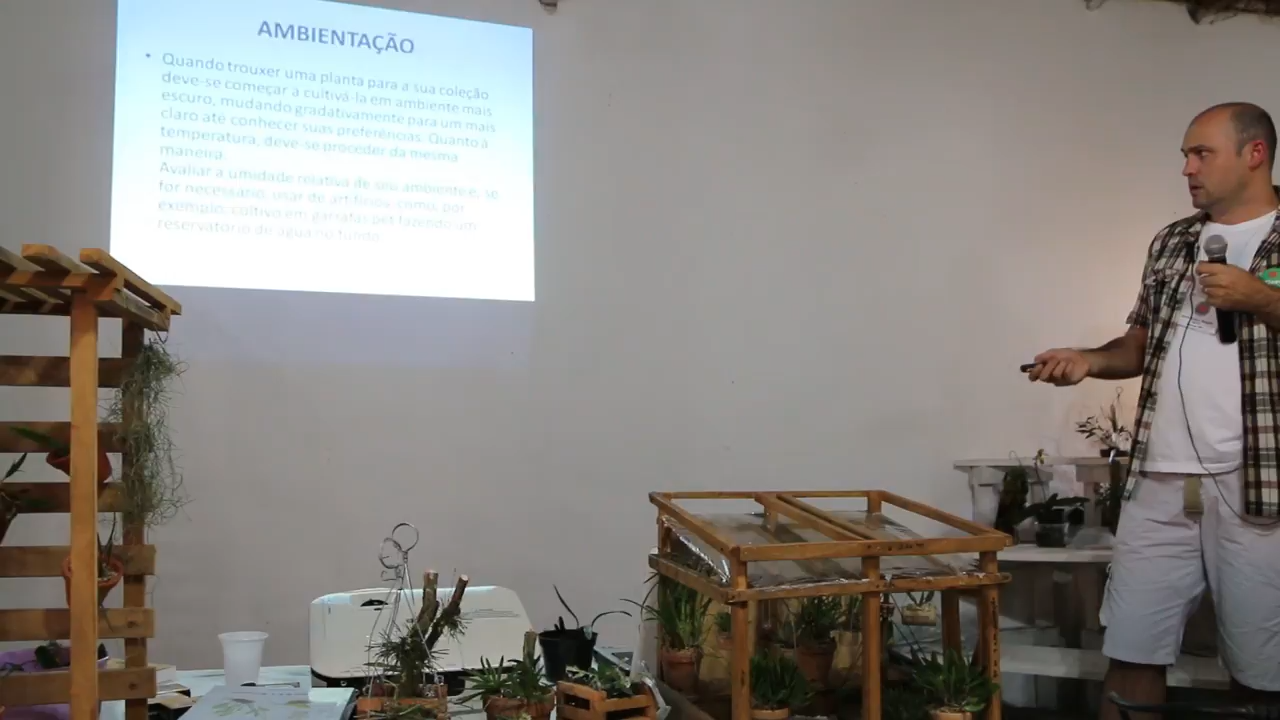 AMBIENTAÇÃO
• Quando trouxer uma planta para a sua coleção
deve-se começar a cultivá-la em ambiente mais
escuro, mudando gradativamente para um mais
claro até conhecer suas preferências. Quanto à
temperatura, deve-se proceder da mesma
maneira.
Avaliar a umidade relativa de seu ambiente e, se
for necessário, usar de artifícios, como, por
exemplo, cultivo em garrafas pet fazendo um
reservatório de água no fundo.